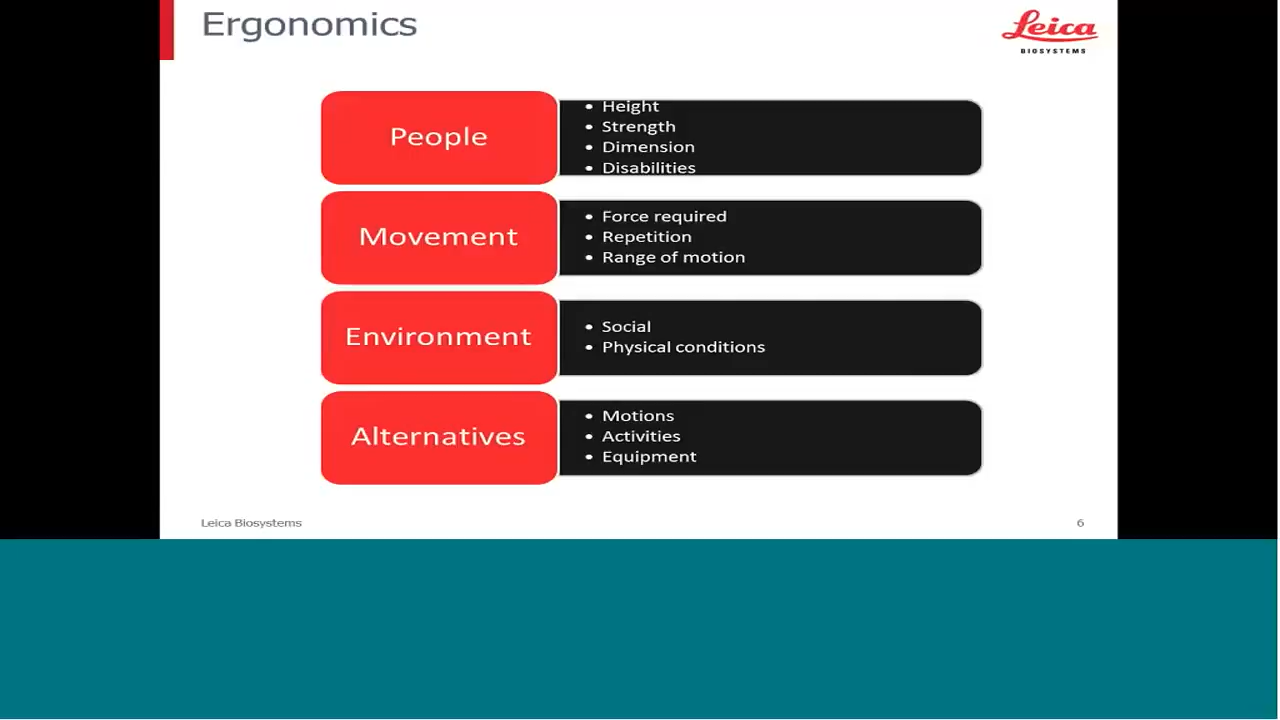 Ergonomics
Leica
BIOSYSTEMS
People
• Height
• Strength
• Dimension
• Disabilities
Movement
• Force required
• Repetition
• Range of motion
Environment
• Social
• Physical conditions
Alternatives
• Motions
• Activities
• Equipment
Leica Biosystems
6